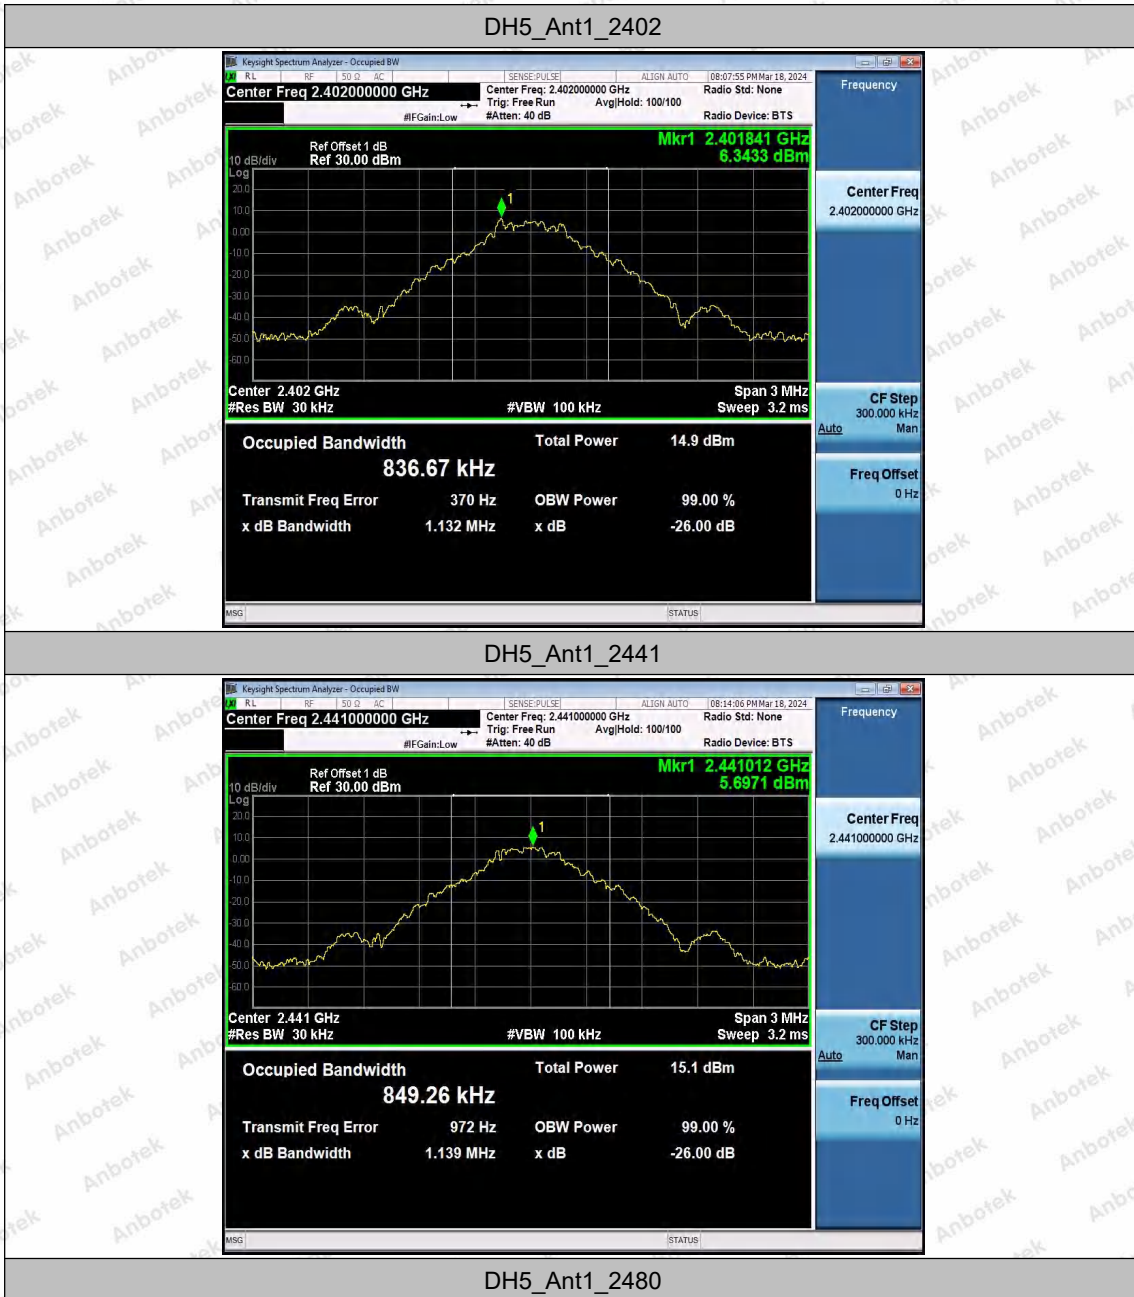 DH5_Ant1_2402
Keysight Spectrum Analyzer - Occupied BW
LXI RL RF 50 Ω AC SENSE:PULSE ALIGN AUTO 08:07:55 PM Mar 18, 2024
Center Freq 2.402000000 GHz Center Freq: 2.402000000 GHz Radio Std: None Frequency
Trig: Free Run Avg|Hold: 100/100
#IFGain:Low #Atten: 40 dB Radio Device: BTS
Mkr1 2.401841 GHz
6.3433 dBm
Ref Offset 1 dB
10 dB/div Ref 30.00 dBm
Log
20.0
10.0
0.00
-10.0
-20.0
-30.0
-40.0
-50.0
-60.0
1
Center Freq
2.402000000 GHz
Center 2.402 GHz Span 3 MHz
#Res BW 30 kHz #VBW 100 kHz Sweep 3.2 ms
CF Step
300.000 kHz
Auto Man
Occupied Bandwidth Total Power 14.9 dBm
836.67 kHz
Freq Offset
0 Hz
Transmit Freq Error 370 Hz OBW Power 99.00 %
x dB Bandwidth 1.132 MHz x dB -26.00 dB
MSG STATUS
DH5_Ant1_2441
Keysight Spectrum Analyzer - Occupied BW
LXI RL RF 50 Ω AC SENSE:PULSE ALIGN AUTO 08:14:06 PM Mar 18, 2024
Center Freq 2.441000000 GHz Center Freq: 2.441000000 GHz Radio Std: None Frequency
Trig: Free Run Avg|Hold: 100/100
#IFGain:Low #Atten: 40 dB Radio Device: BTS
Mkr1 2.441012 GHz
5.6971 dBm
Ref Offset 1 dB
10 dB/div Ref 30.00 dBm
Log
20.0
10.0
0.00
-10.0
-20.0
-30.0
-40.0
-50.0
-60.0
1
Center Freq
2.441000000 GHz
Center 2.441 GHz Span 3 MHz
#Res BW 30 kHz #VBW 100 kHz Sweep 3.2 ms
CF Step
300.000 kHz
Auto Man
Occupied Bandwidth Total Power 15.1 dBm
849.26 kHz
Freq Offset
0 Hz
Transmit Freq Error 972 Hz OBW Power 99.00 %
x dB Bandwidth 1.139 MHz x dB -26.00 dB
MSG STATUS
DH5_Ant1_2480
Anbotek